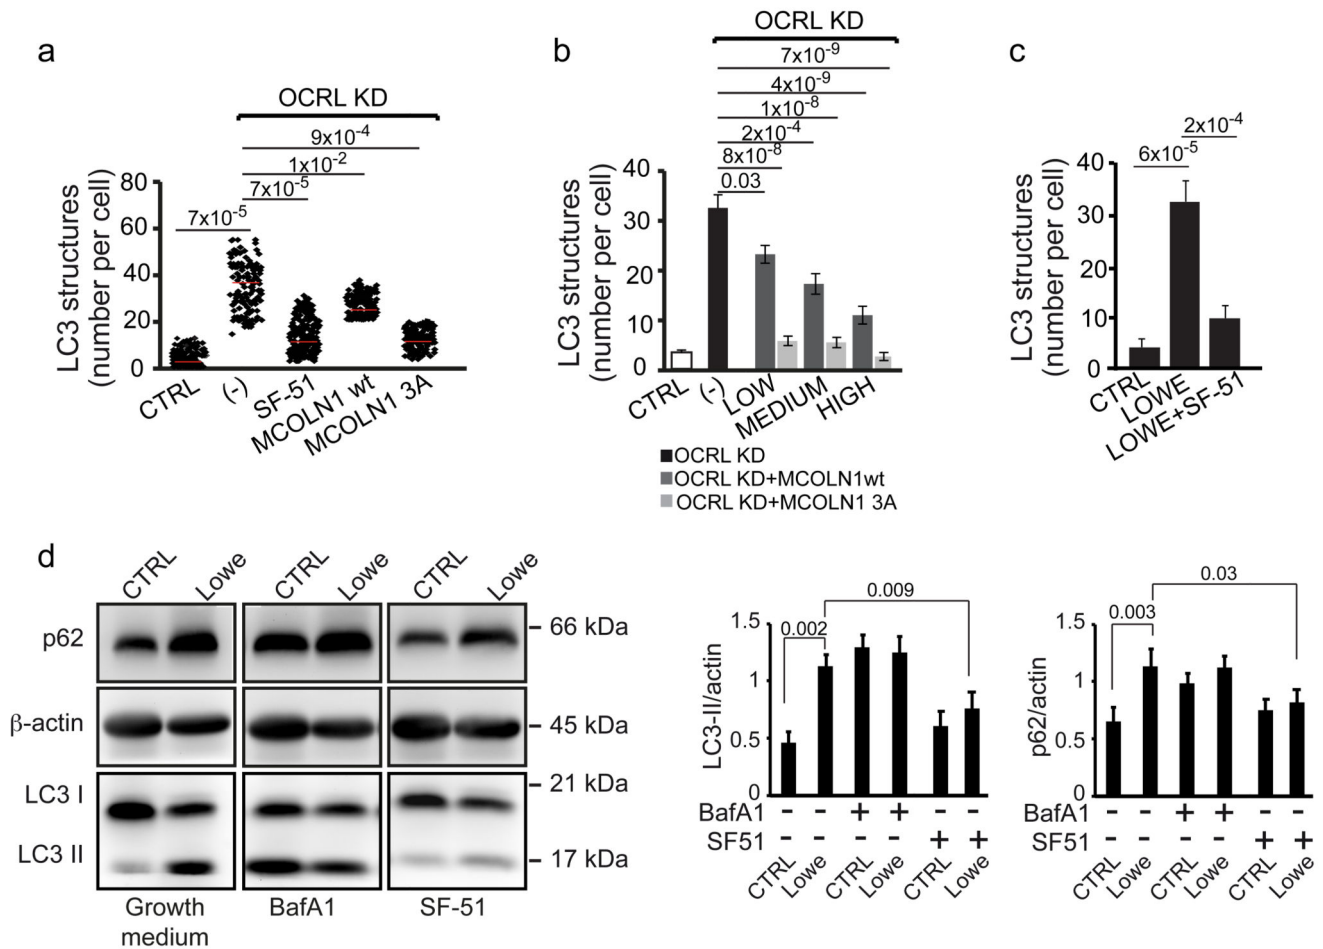 a
OCRL KD
9x10-4
1x10-2
7x10-5
7x10-5
LC3 structures
(number per cell)
80
60
40
20
0
CTRL
(-)
SF-51
MCOLN1 wt
MCOLN1 3A
b
OCRL KD
7x10-9
4x10-9
1x10-8
2x10-4
8x10-8
0.03
LC3 structures
(number per cell)
40
30
20
10
0
CTRL
(-)
LOW
MEDIUM
HIGH
OCRL KD
OCRL KD+MCOLN1wt
OCRL KD+MCOLN1 3A
c
2x10-4
6x10-5
LC3 structures
(number per cell)
40
30
20
10
0
CTRL
LOWE
LOWE+SF-51
d
CTRL Lowe CTRL Lowe CTRL Lowe
p62
66 kDa
β-actin
45 kDa
LC3 I
21 kDa
LC3 II
17 kDa
Growth
medium
BafA1
SF-51
0.009
0.002
LC3-II/actin
1.5
1
0.5
0
BafA1 - - + + - -
SF51 - - - - + +
CTRL Lowe CTRL Lowe CTRL Lowe
0.03
0.003
p62/actin
1.5
1
0.5
0
BafA1 - - + + - -
SF51 - - - - + +
CTRL Lowe CTRL Lowe CTRL Lowe